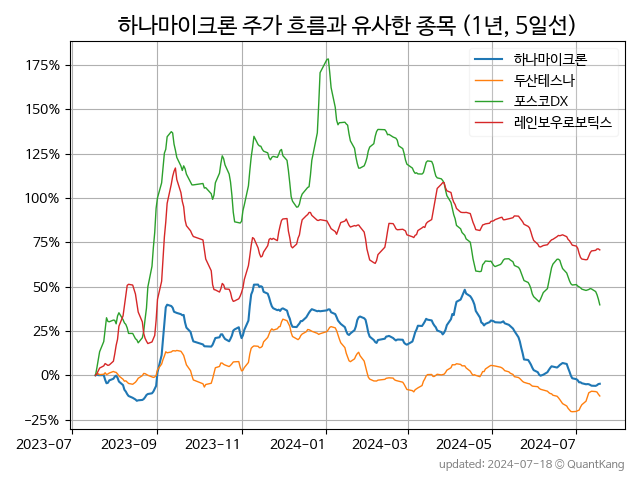 하나마이크론 주가 흐름과 유사한 종목 (1년, 5일선)
하나마이크론
두산테스나
포스코DX
레인보우로보틱스
175%
150%
125%
100%
75%
50%
25%
0%
−25%
2023-07 2023-09 2023-11 2024-01 2024-03 2024-05 2024-07
updated: 2024-07-18 © QuantKang